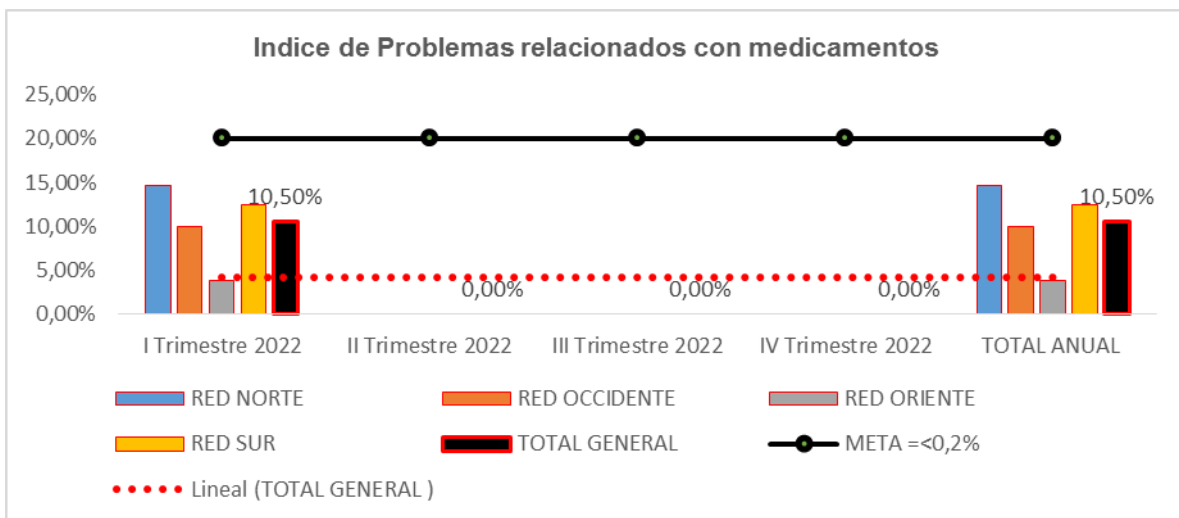 Indice de Problemas relacionados con medicamentos
25,00%
20,00%
15,00%
10,00%
5,00%
0,00%
10,50%
0,00%
0,00%
0,00%
10,50%
I Trimestre 2022
II Trimestre 2022
III Trimestre 2022
IV Trimestre 2022
TOTAL ANUAL
RED NORTE
RED OCCIDENTE
RED ORIENTE
RED SUR
TOTAL GENERAL
META =<0,2%
Lineal (TOTAL GENERAL )